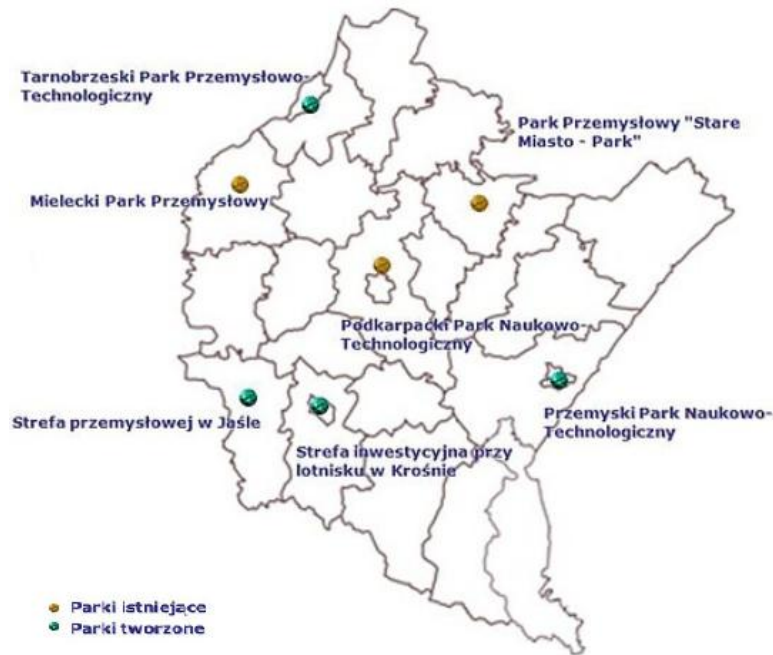 Tarnobrzeski Park Przemysłowo-
Technologiczny
Park Przemysłowy "Stare
Miasto - Park"
Mielecki Park Przemysłowy
Podkarpacki Park Naukowo-
Technologiczny
Strefa przemysłowej w Jaśle
Strefa inwestycyjna przy
lotnisku w Krośnie
Przemyski Park Naukowo-
Technologiczny
Parki istniejące
Parki tworzone